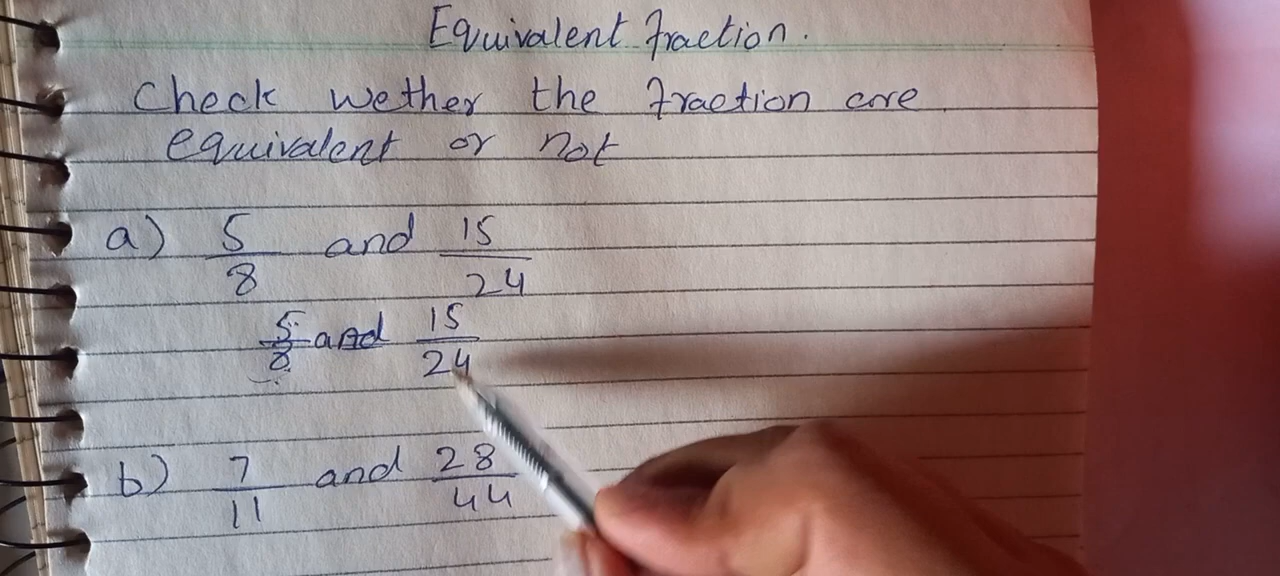 Equivalent fraction.
Check wether the fraction are
equivalent or not
a) 5/8 and 15/24
5/8 and 15/24
b) 7/11 and 28/44